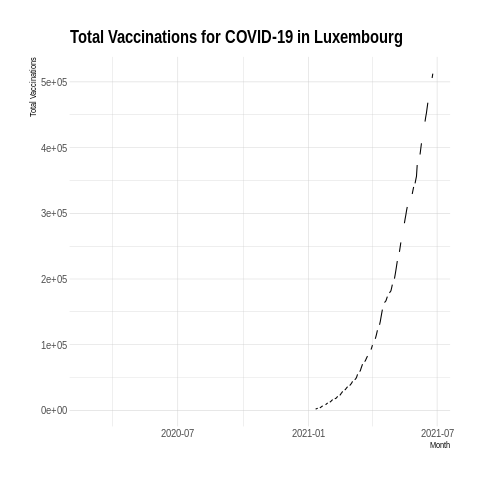 Total Vaccinations for COVID-19 in Luxembourg
Total Vaccinations
5e+05
4e+05
3e+05
2e+05
1e+05
0e+00
2020-07
2021-01
2021-07
Month